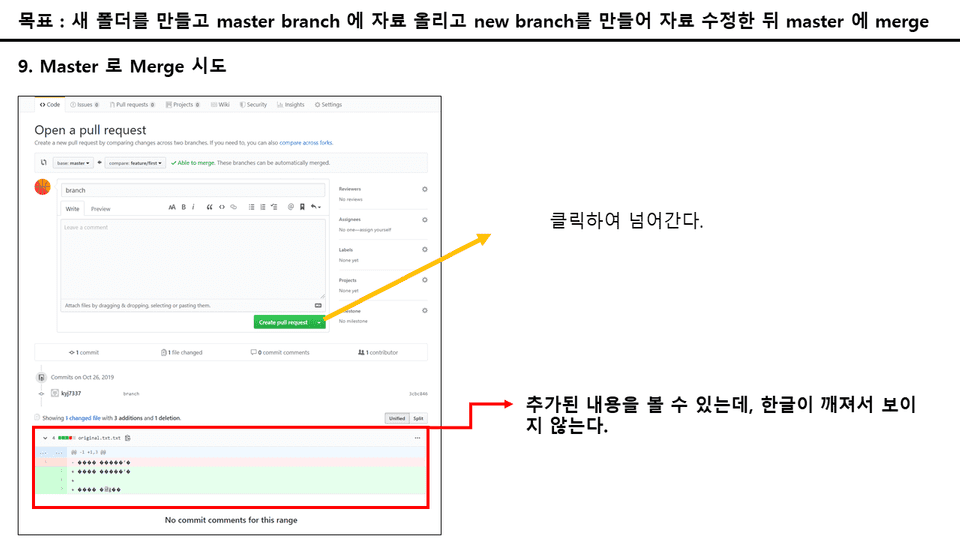 목표 : 새 폴더를 만들고 master branch 에 자료 올리고 new branch를 만들어 자료 수정한 뒤 master 에 merge
9. Master 로 Merge 시도
Code Issues 0 Pull requests 0 Projects 0 Wiki Security Insights Settings
Open a pull request
Create a new pull request by comparing changes across two branches. If you need to, you can also compare across forks.
base: master compare: feature/first Able to merge. These branches can be automatically merged.
branch
Write Preview
Leave a comment
Attach files by dragging & dropping, selecting or pasting them.
Create pull request
Reviewers
No reviews
Assignees
No one—assign yourself
Labels
None yet
Projects
None yet
Milestone
No milestone
클릭하여 넘어간다.
1 commit 1 file changed 0 commit comments 1 contributor
Commits on Oct 26, 2019
kyj7337 branch
Showing 1 changed file with 3 additions and 1 deletion.
Unified Split
4 original.txt.txt
No commit comments for this range
추가된 내용을 볼 수 있는데, 한글이 깨져서 보이
지 않는다.